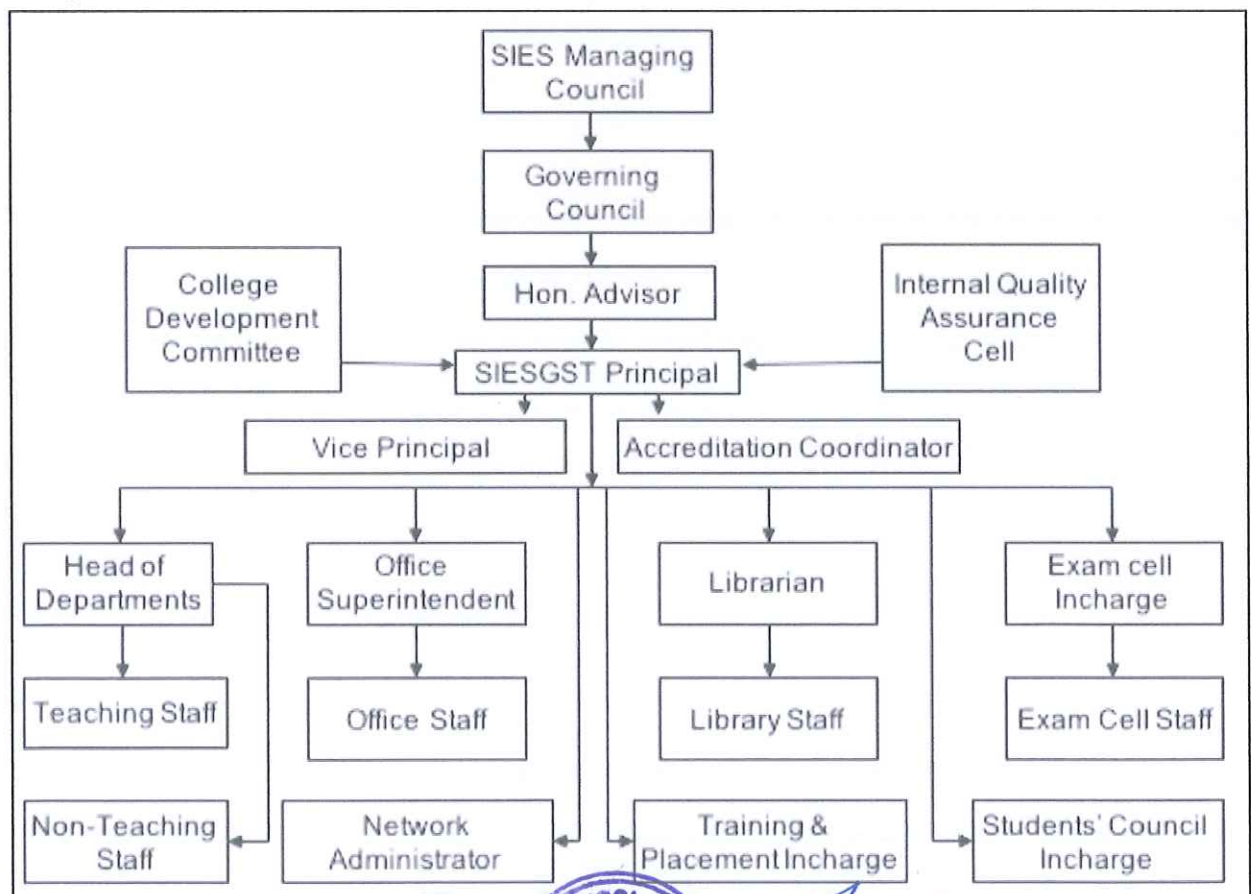 SIES Managing
Council
Governing
Council
College
Development
Committee
Hon. Advisor
Internal Quality
Assurance
Cell
SIESGST Principal
Vice Principal
Accreditation Coordinator
Head of
Departments
Office
Superintendent
Librarian
Exam cell
Incharge
Teaching Staff
Office Staff
Library Staff
Exam Cell Staff
Non-Teaching
Staff
Network
Administrator
Training &
Placement Incharge
Students' Council
Incharge